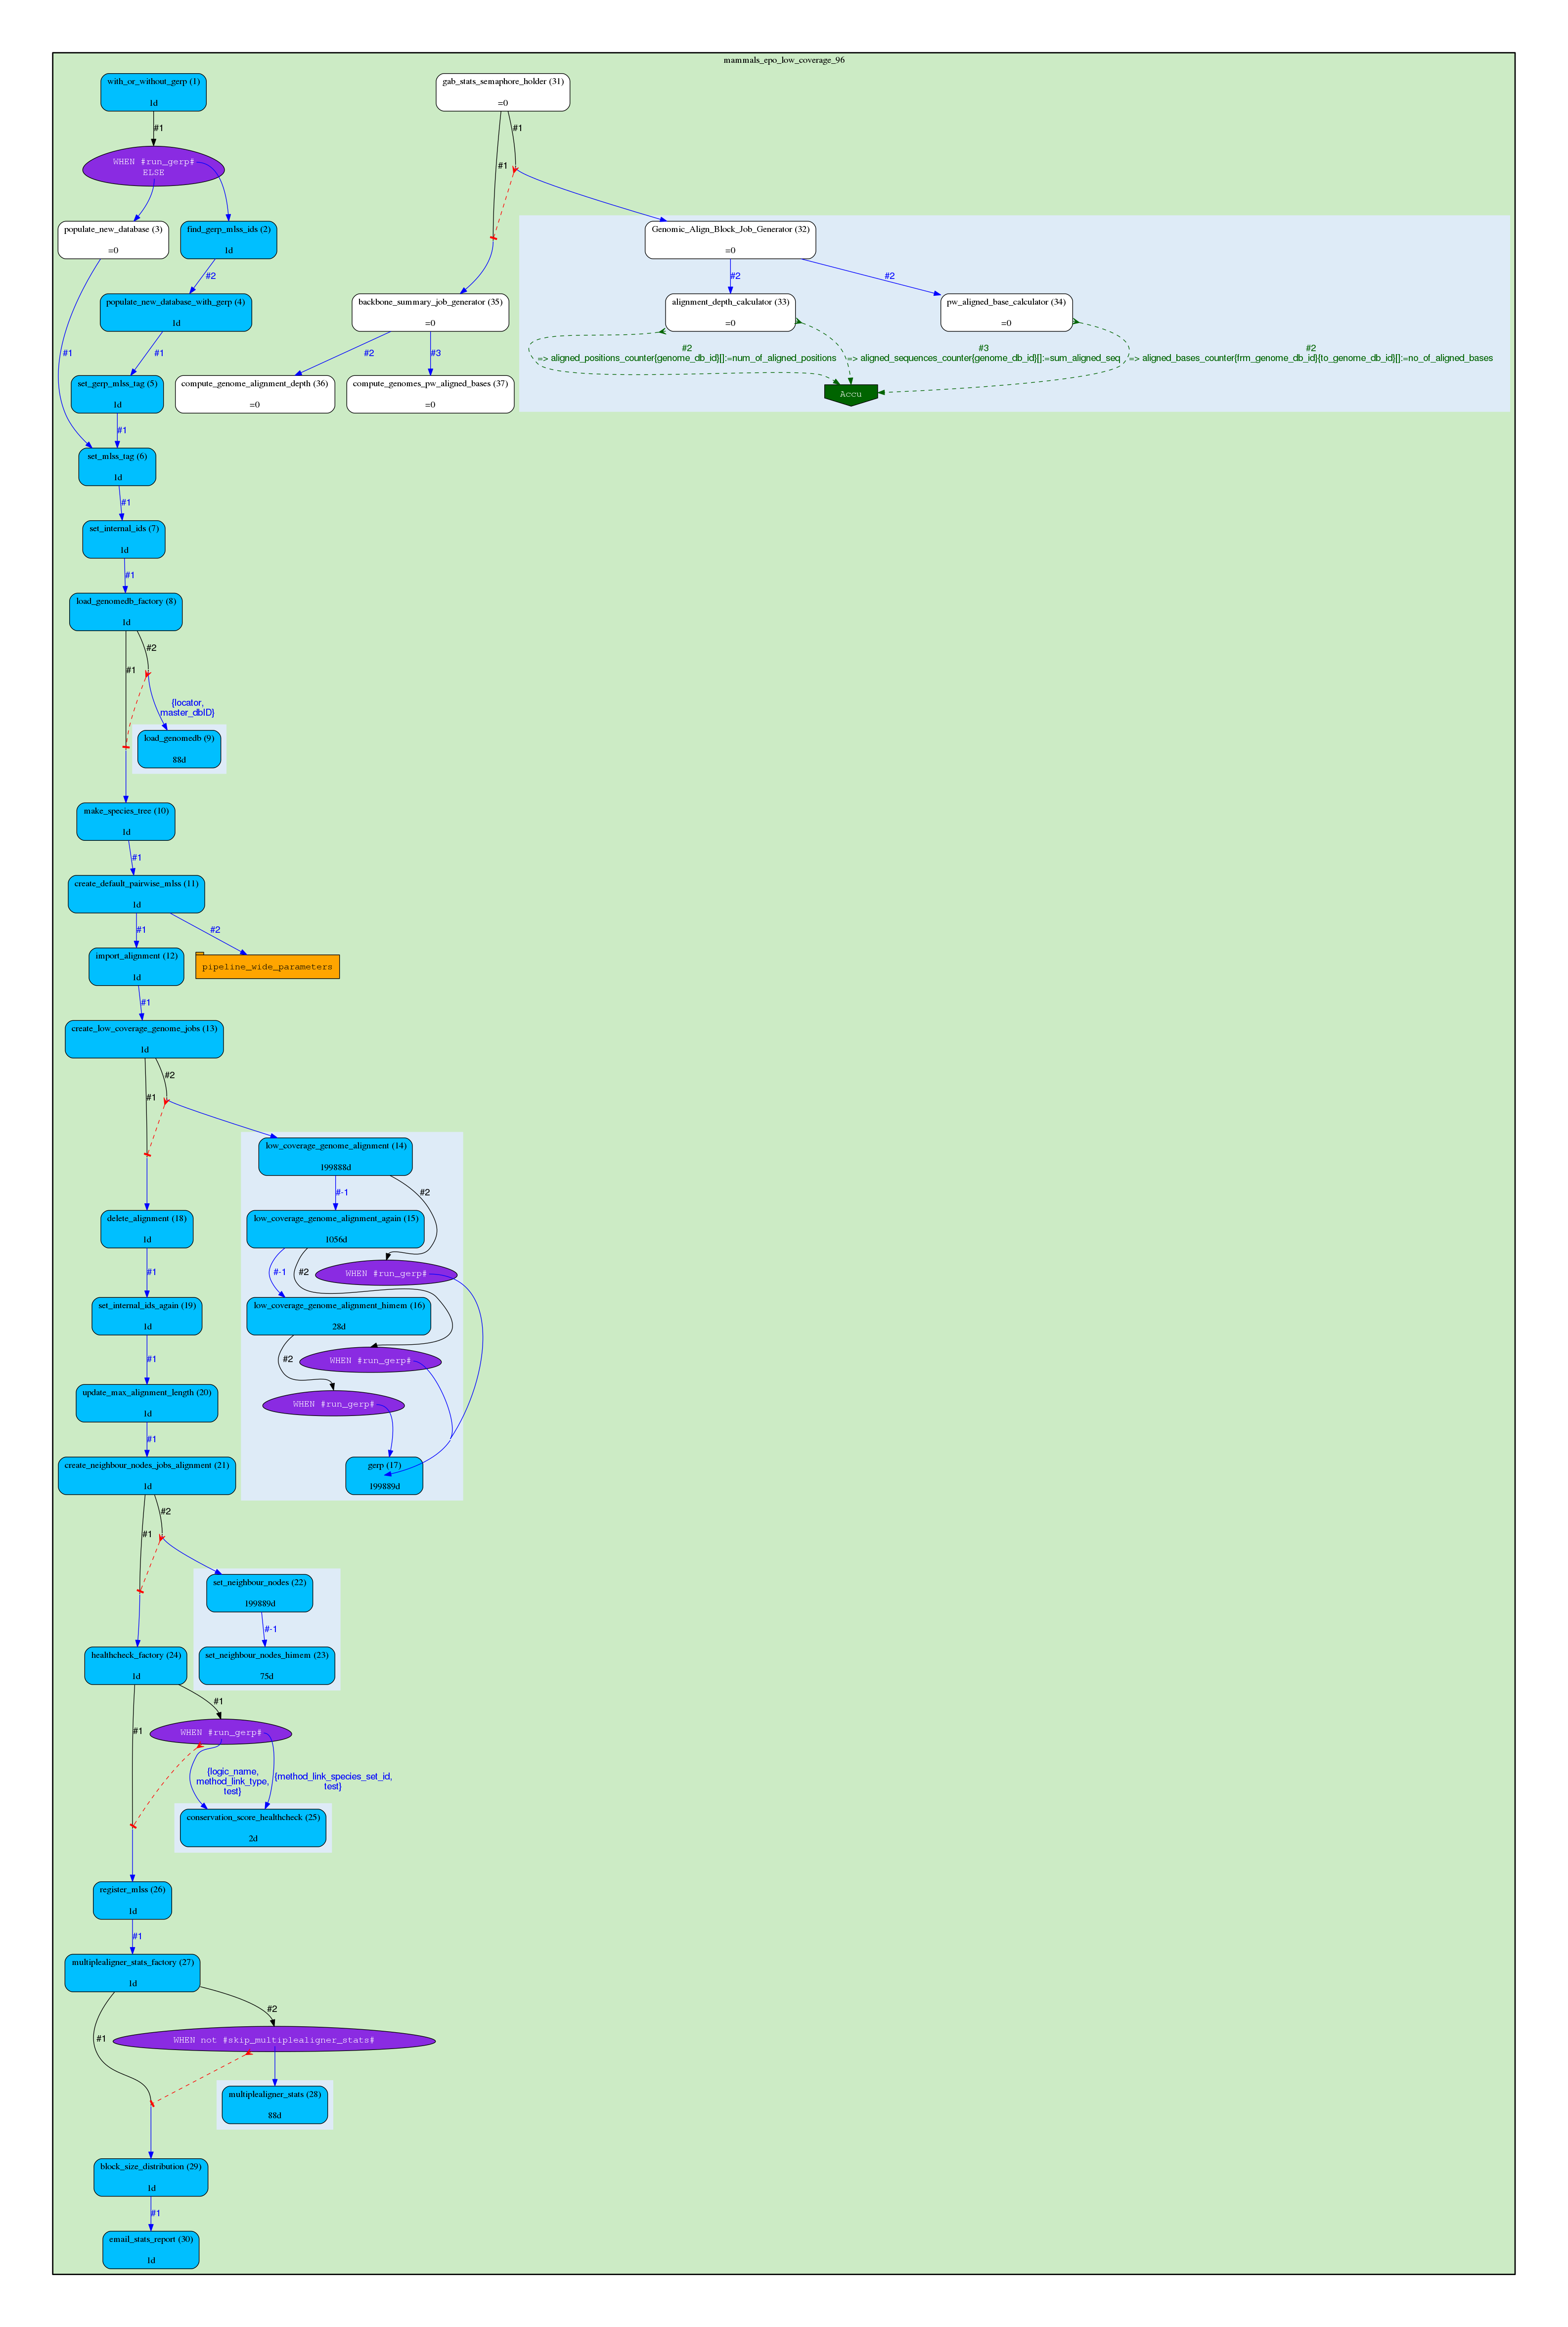 mammals_epo_low_coverage_96
with_or_without_gerp (1)
1d
gab_stats_semaphore_holder (31)
=0
#1
#1
WHEN #run_gerp#
ELSE
#1
populate_new_database (3)
=0
find_gerp_mlss_ids (2)
1d
Genomic_Align_Block_Job_Generator (32)
=0
#2
#2
#2
populate_new_database_with_gerp (4)
1d
backbone_summary_job_generator (35)
=0
alignment_depth_calculator (33)
=0
pw_aligned_base_calculator (34)
=0
#1
#1
#2
#3
#2
=> aligned_positions_counter{genome_db_id}[]:=num_of_aligned_positions
#3
=> aligned_sequences_counter{genome_db_id}[]:=sum_aligned_seq
#2
=> aligned_bases_counter{frm_genome_db_id}{to_genome_db_id}[]:=no_of_aligned_bases
set_gerp_mlss_tag (5)
1d
compute_genome_alignment_depth (36)
=0
compute_genomes_pw_aligned_bases (37)
=0
Accu
#1
set_mlss_tag (6)
1d
#1
set_internal_ids (7)
1d
#1
load_genomedb_factory (8)
1d
#2
#1
{locator,
master_dbID}
load_genomedb (9)
88d
make_species_tree (10)
1d
#1
create_default_pairwise_mlss (11)
1d
#1
#2
import_alignment (12)
1d
pipeline_wide_parameters
#1
create_low_coverage_genome_jobs (13)
1d
#2
#1
low_coverage_genome_alignment (14)
199888d
#-1
#2
delete_alignment (18)
1d
low_coverage_genome_alignment_again (15)
1056d
#1
#-1
#2
WHEN #run_gerp#
set_internal_ids_again (19)
1d
low_coverage_genome_alignment_himem (16)
28d
#1
#2
WHEN #run_gerp#
update_max_alignment_length (20)
1d
WHEN #run_gerp#
#1
create_neighbour_nodes_jobs_alignment (21)
1d
gerp (17)
199889d
#2
#1
set_neighbour_nodes (22)
199889d
#-1
healthcheck_factory (24)
1d
set_neighbour_nodes_himem (23)
75d
#1
#1
WHEN #run_gerp#
{logic_name,
method_link_type,
test}
{method_link_species_set_id,
test}
conservation_score_healthcheck (25)
2d
register_mlss (26)
1d
#1
multiplealigner_stats_factory (27)
1d
#2
#1
WHEN not #skip_multiplealigner_stats#
multiplealigner_stats (28)
88d
block_size_distribution (29)
1d
#1
email_stats_report (30)
1d